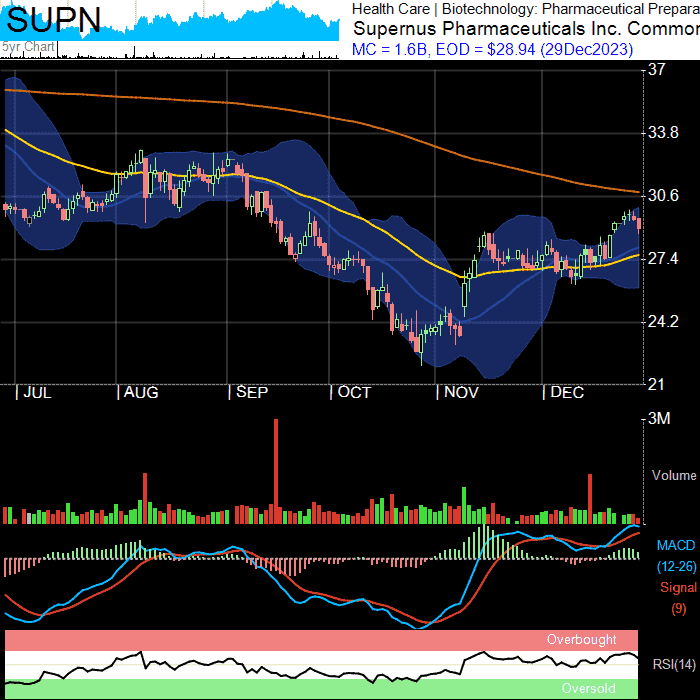 SUPN
Health Care | Biotechnology: Pharmaceutical Prepara
Supernus Pharmaceuticals Inc. Common
MC = 1.6B, EOD = $28.94 (29Dec2023)
5yr Chart
37
33.8
30.6
27.4
24.2
21
| JUL | AUG | SEP | OCT | NOV | DEC
3M
Volume
MACD
(12-26)
Signal
(9)
Overbought
RSI(14)
Oversold